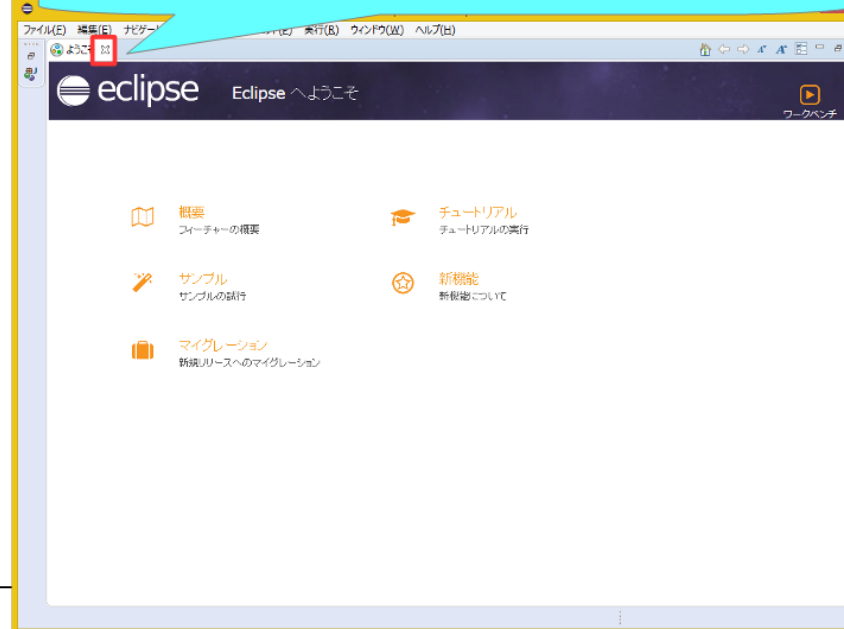 ファイル(F) 編集(E) ナビゲー 実行(R) ウィンドウ(W) ヘルプ(H)
ようこそ
eclipse Eclipse へようこそ
ワークベンチ
概要
フィーチャーの概要
チュートリアル
チュートリアルの実行
サンプル
サンプルの試行
新機能
新機能について
マイグレーション
新規リリースへのマイグレーション